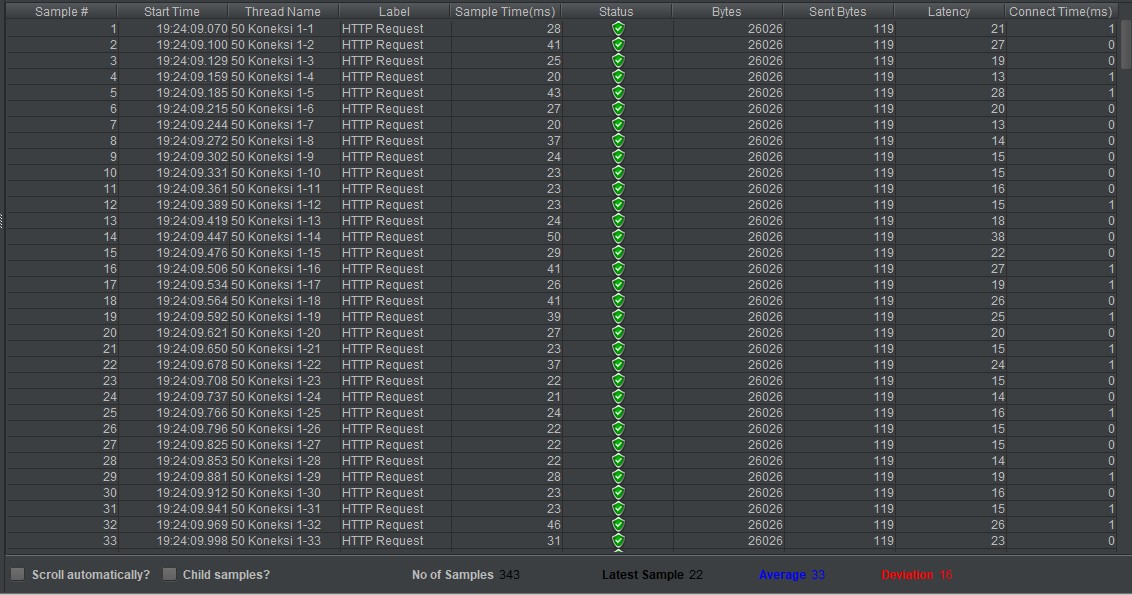 Sample # Start Time Thread Name Label Sample Time(ms) Status Bytes Sent Bytes Latency Connect Time(ms)
1 19:24:09.070 50 Koneksi 1-1 HTTP Request 28 26026 119 21 1
2 19:24:09.100 50 Koneksi 1-2 HTTP Request 41 26026 119 27 0
3 19:24:09.129 50 Koneksi 1-3 HTTP Request 25 26026 119 19 0
4 19:24:09.159 50 Koneksi 1-4 HTTP Request 20 26026 119 13 1
5 19:24:09.185 50 Koneksi 1-5 HTTP Request 43 26026 119 28 1
6 19:24:09.215 50 Koneksi 1-6 HTTP Request 27 26026 119 20 0
7 19:24:09.244 50 Koneksi 1-7 HTTP Request 20 26026 119 13 0
8 19:24:09.272 50 Koneksi 1-8 HTTP Request 37 26026 119 14 0
9 19:24:09.302 50 Koneksi 1-9 HTTP Request 24 26026 119 15 0
10 19:24:09.331 50 Koneksi 1-10 HTTP Request 23 26026 119 15 0
11 19:24:09.361 50 Koneksi 1-11 HTTP Request 23 26026 119 16 0
12 19:24:09.389 50 Koneksi 1-12 HTTP Request 23 26026 119 15 1
13 19:24:09.419 50 Koneksi 1-13 HTTP Request 24 26026 119 18 0
14 19:24:09.447 50 Koneksi 1-14 HTTP Request 50 26026 119 38 0
15 19:24:09.476 50 Koneksi 1-15 HTTP Request 29 26026 119 22 0
16 19:24:09.506 50 Koneksi 1-16 HTTP Request 41 26026 119 27 1
17 19:24:09.534 50 Koneksi 1-17 HTTP Request 26 26026 119 19 1
18 19:24:09.564 50 Koneksi 1-18 HTTP Request 41 26026 119 26 0
19 19:24:09.592 50 Koneksi 1-19 HTTP Request 39 26026 119 25 1
20 19:24:09.621 50 Koneksi 1-20 HTTP Request 27 26026 119 20 0
21 19:24:09.650 50 Koneksi 1-21 HTTP Request 23 26026 119 15 1
22 19:24:09.678 50 Koneksi 1-22 HTTP Request 37 26026 119 24 1
23 19:24:09.708 50 Koneksi 1-23 HTTP Request 22 26026 119 15 0
24 19:24:09.737 50 Koneksi 1-24 HTTP Request 21 26026 119 14 0
25 19:24:09.766 50 Koneksi 1-25 HTTP Request 24 26026 119 16 1
26 19:24:09.796 50 Koneksi 1-26 HTTP Request 22 26026 119 15 0
27 19:24:09.825 50 Koneksi 1-27 HTTP Request 22 26026 119 15 0
28 19:24:09.853 50 Koneksi 1-28 HTTP Request 22 26026 119 14 0
29 19:24:09.881 50 Koneksi 1-29 HTTP Request 28 26026 119 19 1
30 19:24:09.912 50 Koneksi 1-30 HTTP Request 23 26026 119 16 0
31 19:24:09.941 50 Koneksi 1-31 HTTP Request 23 26026 119 15 1
32 19:24:09.969 50 Koneksi 1-32 HTTP Request 46 26026 119 26 1
33 19:24:09.998 50 Koneksi 1-33 HTTP Request 31 26026 119 23 0
Scroll automatically? Child samples? No of Samples 343 Latest Sample 22 Average 33 Deviation 16